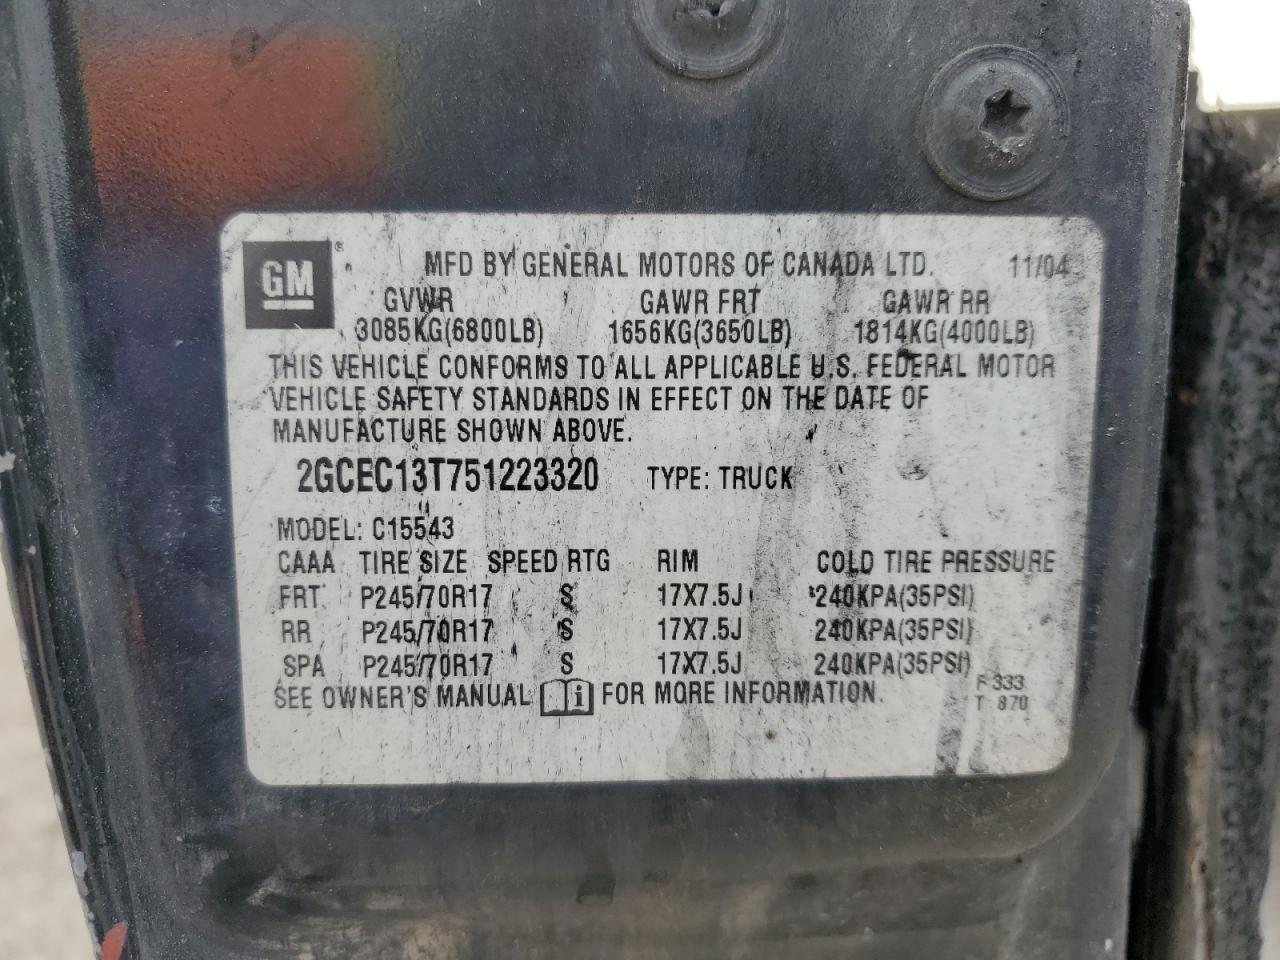 GM ® MFD BY GENERAL MOTORS OF CANADA LTD. 11/04
GVWR GAWR FRT GAWR RR
3085KG(6800LB) 1656KG(3650LB) 1814KG(4000LB)
THIS VEHICLE CONFORMS TO ALL APPLICABLE U.S. FEDERAL MOTOR
VEHICLE SAFETY STANDARDS IN EFFECT ON THE DATE OF
MANUFACTURE SHOWN ABOVE.
2GCEC13T751223320 TYPE: TRUCK
MODEL: C15543
CAAA TIRE SIZE SPEED RTG RIM COLD TIRE PRESSURE
FRT P245/70R17 S 17X7.5J 240KPA(35PSI)
RR P245/70R17 S 17X7.5J 240KPA(35PSI)
SPA P245/70R17 S 17X7.5J 240KPA(35PSI)
SEE OWNER'S MANUAL i FOR MORE INFORMATION.
F 333
T 870